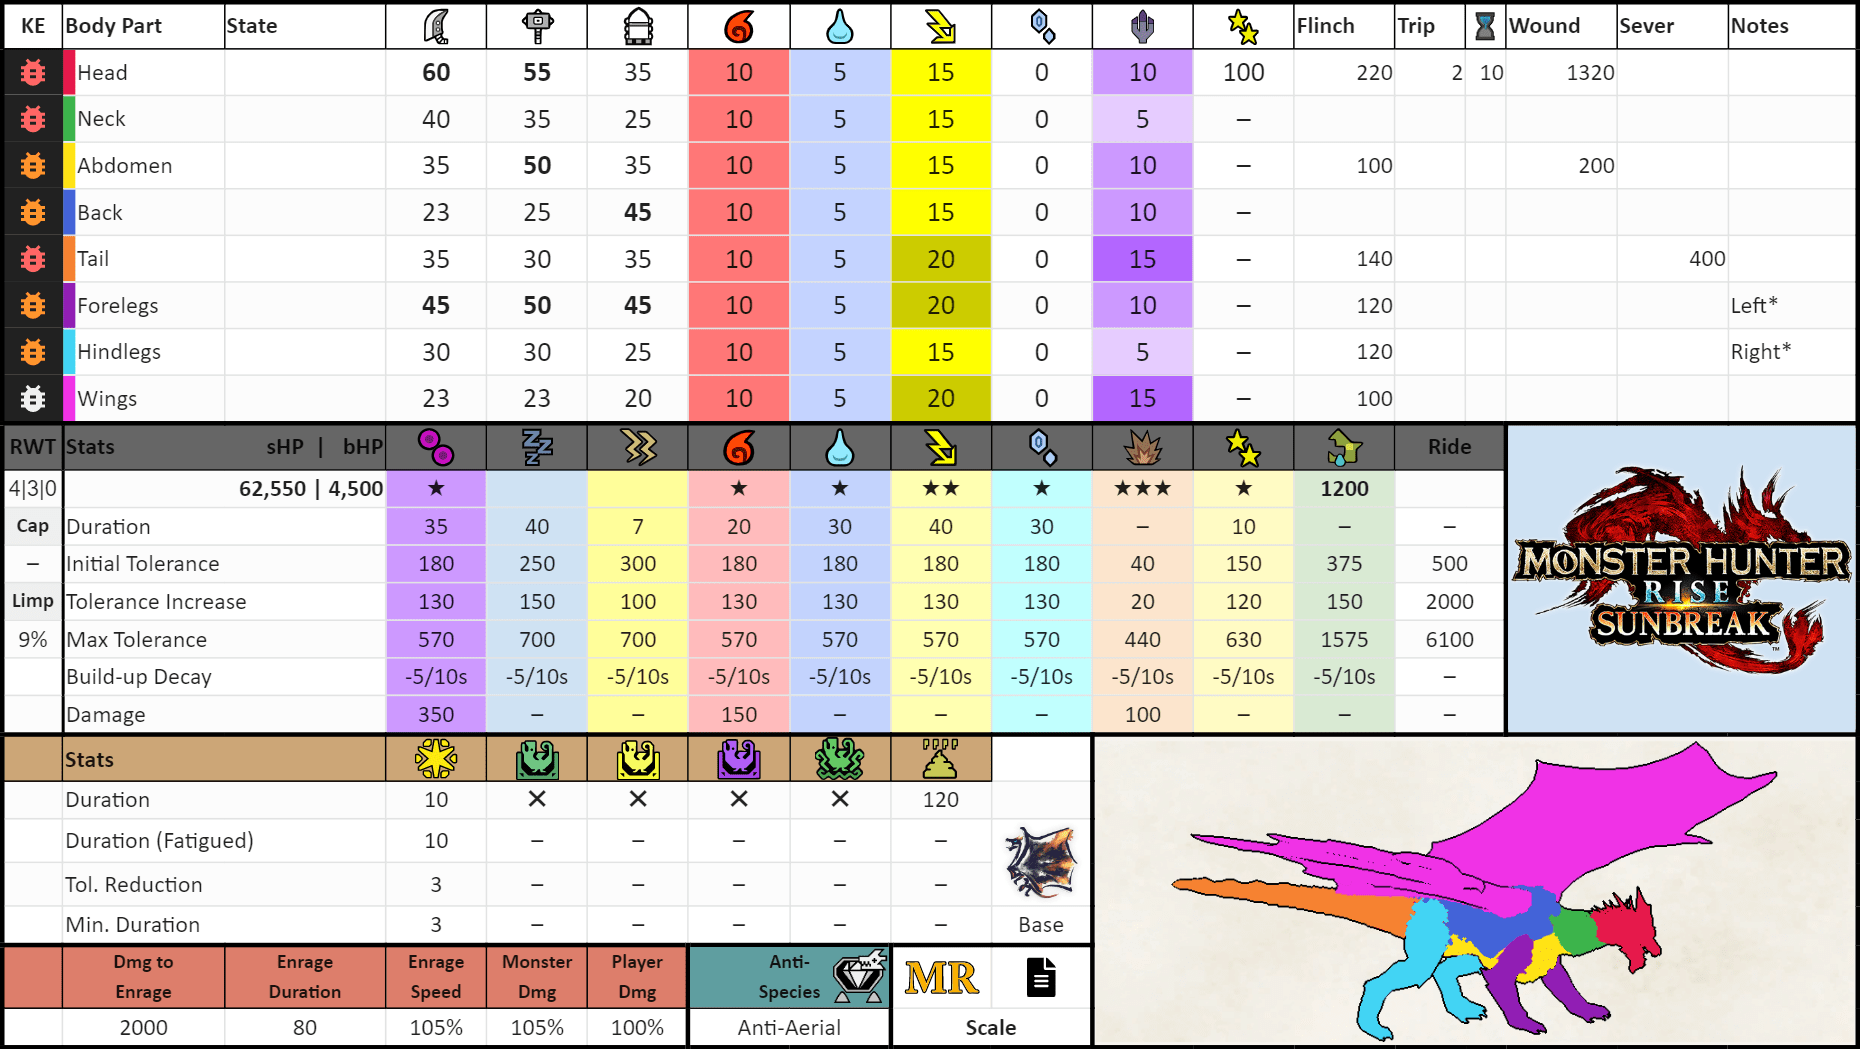 KE Body Part State Flinch Trip Wound Sever Notes
Head 60 55 35 10 5 15 0 10 100 220 2 10 1320
Neck 40 35 25 10 5 15 0 5 –
Abdomen 35 50 35 10 5 15 0 10 – 100 200
Back 23 25 45 10 5 15 0 10 –
Tail 35 30 35 10 5 20 0 15 – 140 400
Forelegs 45 50 45 10 5 20 0 10 – 120 Left*
Hindlegs 30 30 25 10 5 15 0 5 – 120 Right*
Wings 23 23 20 10 5 20 0 15 – 100
RWT Stats sHP | bHP Ride
4|3|0 62,550 | 4,500 ★ ★ ★ ★★ ★ ★★★ ★ 1200
Cap Duration 35 40 7 20 30 40 30 – 10 – –
– Initial Tolerance 180 250 300 180 180 180 180 40 150 375 500
Limp Tolerance Increase 130 150 100 130 130 130 130 20 120 150 2000
9% Max Tolerance 570 700 700 570 570 570 570 440 630 1575 6100
Build-up Decay -5/10s -5/10s -5/10s -5/10s -5/10s -5/10s -5/10s -5/10s -5/10s -5/10s –
Damage 350 – – 150 – – – 100 – – –
MONSTER HUNTER
RISE
SUNBREAK
™
Stats
Duration 10 ✕ ✕ ✕ ✕ 120
Duration (Fatigued) 10 – – – – –
Tol. Reduction 3 – – – – –
Min. Duration 3 – – – – – Base
Dmg to Enrage Enrage Monster Player Anti-
Enrage Duration Speed Dmg Dmg Species MR
2000 80 105% 105% 100% Anti-Aerial Scale